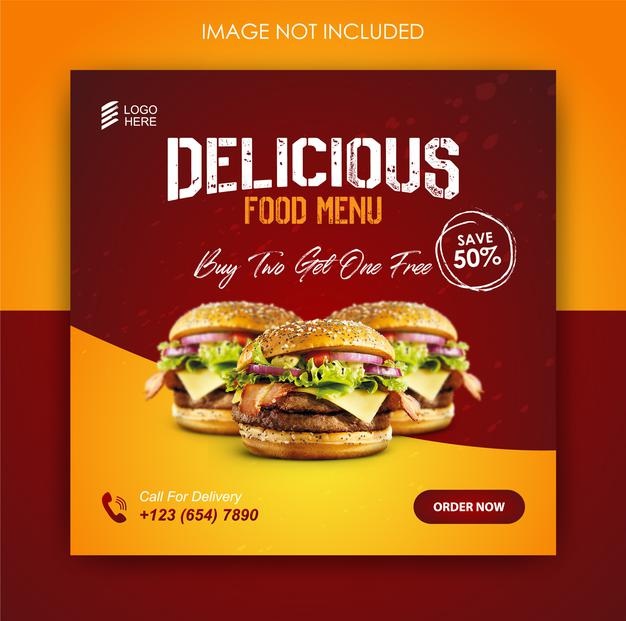 IMAGE NOT INCLUDED
LOGO
HERE
DELICIOUS
FOOD MENU
Buy Two Get One Free
SAVE
50%
Call For Delivery
+123 (654) 7890
ORDER NOW